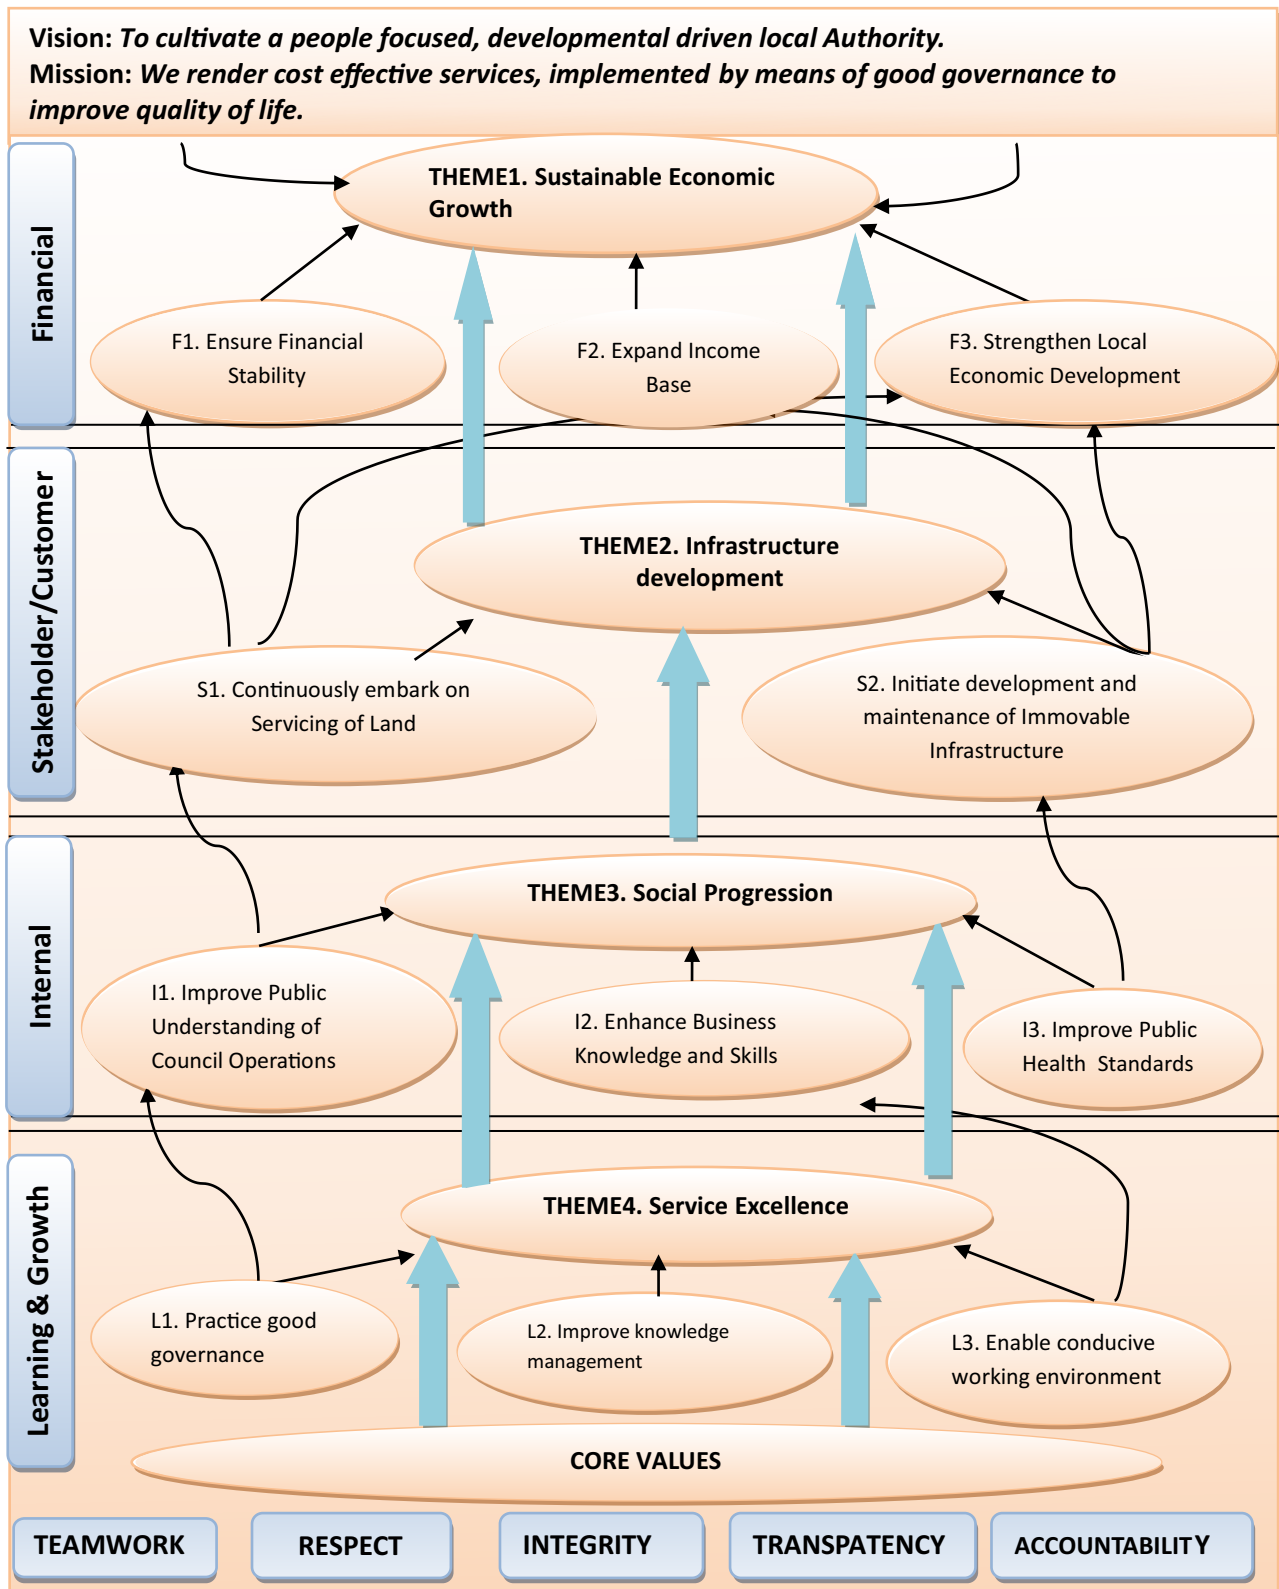 Vision: To cultivate a people focused, developmental driven local Authority.
Mission: We render cost effective services, implemented by means of good governance to
improve quality of life.
Financial
THEME1. Sustainable Economic
Growth
F1. Ensure Financial
Stability
F2. Expand Income
Base
F3. Strengthen Local
Economic Development
Stakeholder/Customer
THEME2. Infrastructure
development
S1. Continuously embark on
Servicing of Land
S2. Initiate development and
maintenance of Immovable
Infrastructure
Internal
THEME3. Social Progression
I1. Improve Public
Understanding of
Council Operations
I2. Enhance Business
Knowledge and Skills
I3. Improve Public
Health Standards
Learning & Growth
THEME4. Service Excellence
L1. Practice good
governance
L2. Improve knowledge
management
L3. Enable conducive
working environment
CORE VALUES
TEAMWORK
RESPECT
INTEGRITY
TRANSPATENCY
ACCOUNTABILITY